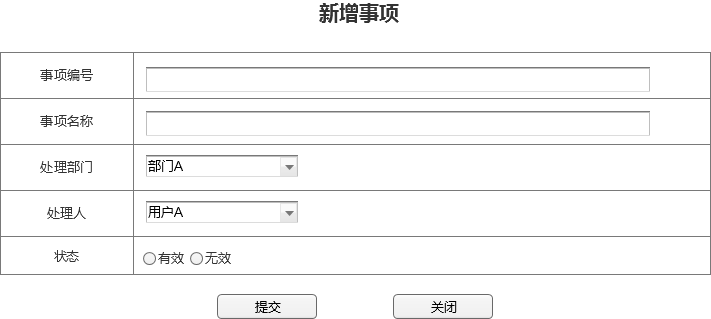 新增事项
事项编号
事项名称
处理部门 部门A
处理人 用户A
状态 有效 无效
提交 关闭